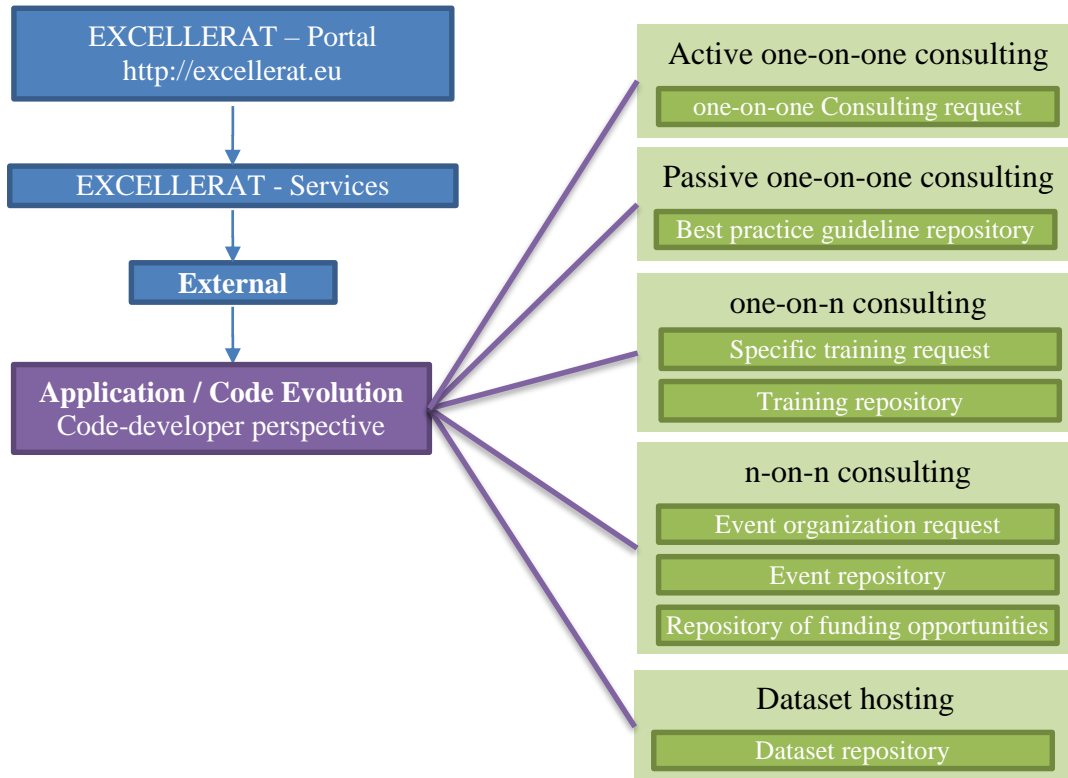 EXCELLERAT – Portal
http://excellerat.eu
EXCELLERAT - Services
External
Application / Code Evolution
Code-developer perspective
Active one-on-one consulting
one-on-one Consulting request
Passive one-on-one consulting
Best practice guideline repository
one-on-n consulting
Specific training request
Training repository
n-on-n consulting
Event organization request
Event repository
Repository of funding opportunities
Dataset hosting
Dataset repository